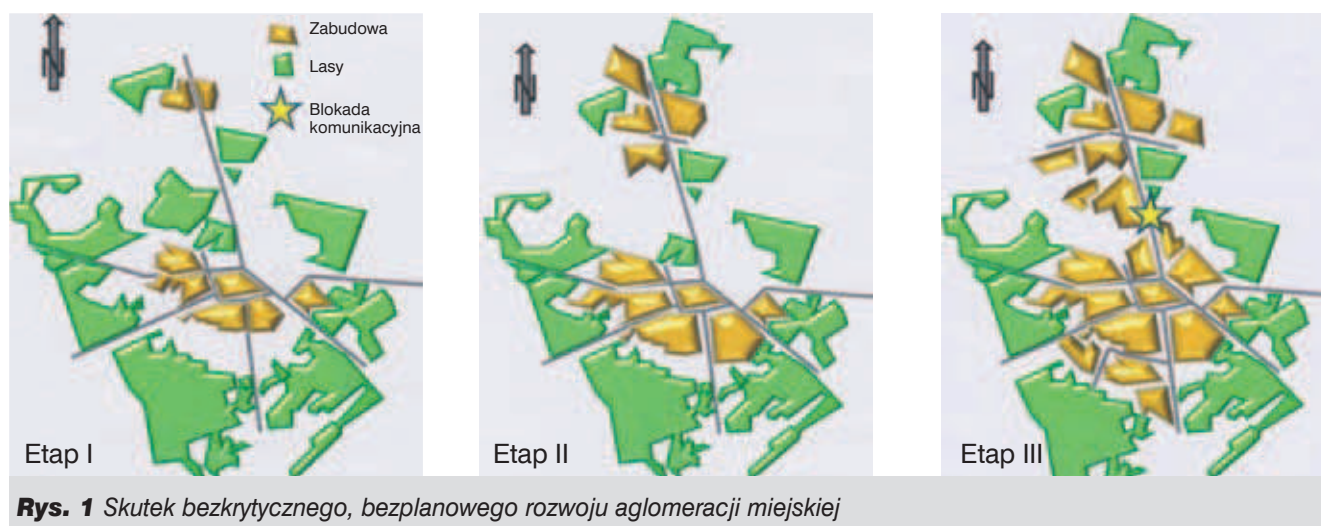 N
Zabudowa
Lasy
Blokada
komunikacyjna
Etap I
N
Etap II
N
Etap III
Rys. 1 Skutek bezkrytycznego, bezplanowego rozwoju aglomeracji miejskiej